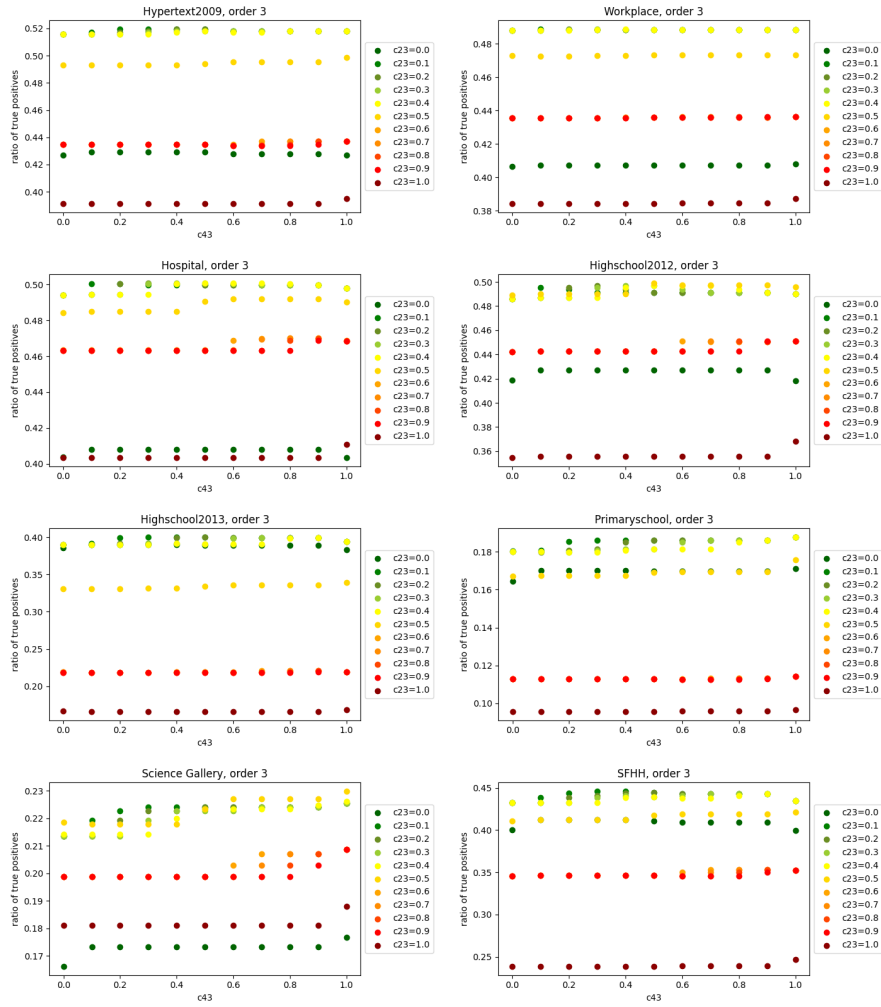 Hypertext2009, order 3
ratio of true positives
0.52
0.50
0.48
0.46
0.44
0.42
0.40
0.0 0.2 0.4 0.6 0.8 1.0
c43
c23=0.0
c23=0.1
c23=0.2
c23=0.3
c23=0.4
c23=0.5
c23=0.6
c23=0.7
c23=0.8
c23=0.9
c23=1.0
Workplace, order 3
ratio of true positives
0.48
0.46
0.44
0.42
0.40
0.38
0.0 0.2 0.4 0.6 0.8 1.0
c43
c23=0.0
c23=0.1
c23=0.2
c23=0.3
c23=0.4
c23=0.5
c23=0.6
c23=0.7
c23=0.8
c23=0.9
c23=1.0
Hospital, order 3
ratio of true positives
0.50
0.48
0.46
0.44
0.42
0.40
0.0 0.2 0.4 0.6 0.8 1.0
c43
c23=0.0
c23=0.1
c23=0.2
c23=0.3
c23=0.4
c23=0.5
c23=0.6
c23=0.7
c23=0.8
c23=0.9
c23=1.0
Highschool2012, order 3
ratio of true positives
0.50
0.48
0.46
0.44
0.42
0.40
0.38
0.36
0.0 0.2 0.4 0.6 0.8 1.0
c43
c23=0.0
c23=0.1
c23=0.2
c23=0.3
c23=0.4
c23=0.5
c23=0.6
c23=0.7
c23=0.8
c23=0.9
c23=1.0
Highschool2013, order 3
ratio of true positives
0.40
0.35
0.30
0.25
0.20
0.0 0.2 0.4 0.6 0.8 1.0
c43
c23=0.0
c23=0.1
c23=0.2
c23=0.3
c23=0.4
c23=0.5
c23=0.6
c23=0.7
c23=0.8
c23=0.9
c23=1.0
Primaryschool, order 3
ratio of true positives
0.18
0.16
0.14
0.12
0.10
0.0 0.2 0.4 0.6 0.8 1.0
c43
c23=0.0
c23=0.1
c23=0.2
c23=0.3
c23=0.4
c23=0.5
c23=0.6
c23=0.7
c23=0.8
c23=0.9
c23=1.0
Science Gallery, order 3
ratio of true positives
0.23
0.22
0.21
0.20
0.19
0.18
0.17
0.0 0.2 0.4 0.6 0.8 1.0
c43
c23=0.0
c23=0.1
c23=0.2
c23=0.3
c23=0.4
c23=0.5
c23=0.6
c23=0.7
c23=0.8
c23=0.9
c23=1.0
SFHH, order 3
ratio of true positives
0.45
0.40
0.35
0.30
0.25
0.0 0.2 0.4 0.6 0.8 1.0
c43
c23=0.0
c23=0.1
c23=0.2
c23=0.3
c23=0.4
c23=0.5
c23=0.6
c23=0.7
c23=0.8
c23=0.9
c23=1.0